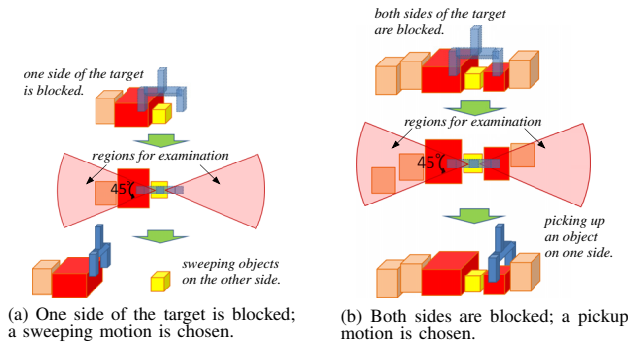 one side of the target
is blocked.
regions for examination
45ζ
sweeping objects
on the other side.
(a) One side of the target is blocked;
a sweeping motion is chosen.
both sides of the target
are blocked.
regions for examination
45ζ
picking up
an object
on one side.
(b) Both sides are blocked; a pickup
motion is chosen.